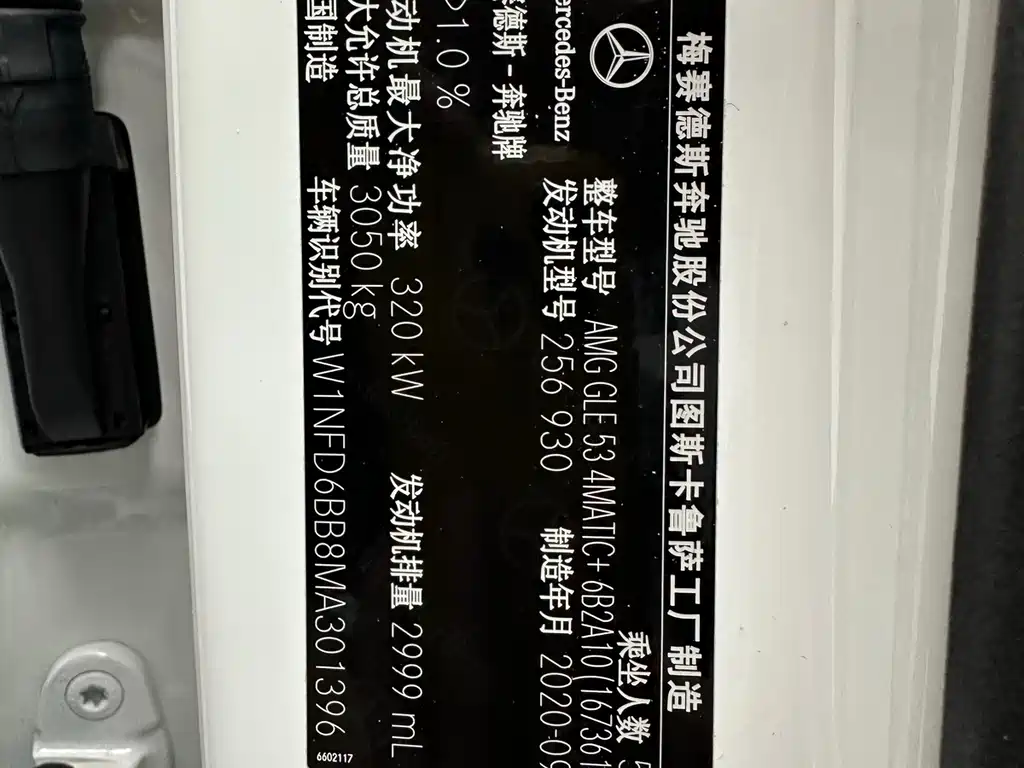 梅赛德斯奔驰股份公司图斯卡鲁萨工厂制造
乘坐人数 5
整车型号 AMG GLE 53 4MATIC+ 6B2A10 (167361
Mercedes-Benz
发动机型号 256 930 制造年月 2020-09
德斯-奔驰牌
>1.0 %
动机最大净功率 320 kW 发动机排量 2999 mL
大允许总质量 3050 kg
国制造 车辆识别代号 W1NFD6BB8MA301396
6602117